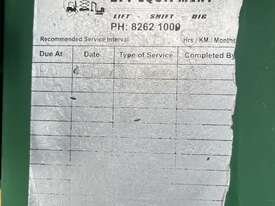 EQUIPMENT
LIFT SHIFT DIG
PH: 8262 1000
Recommended Service Interval Hrs / KM / Months
Due At Date Type of Service Completed By